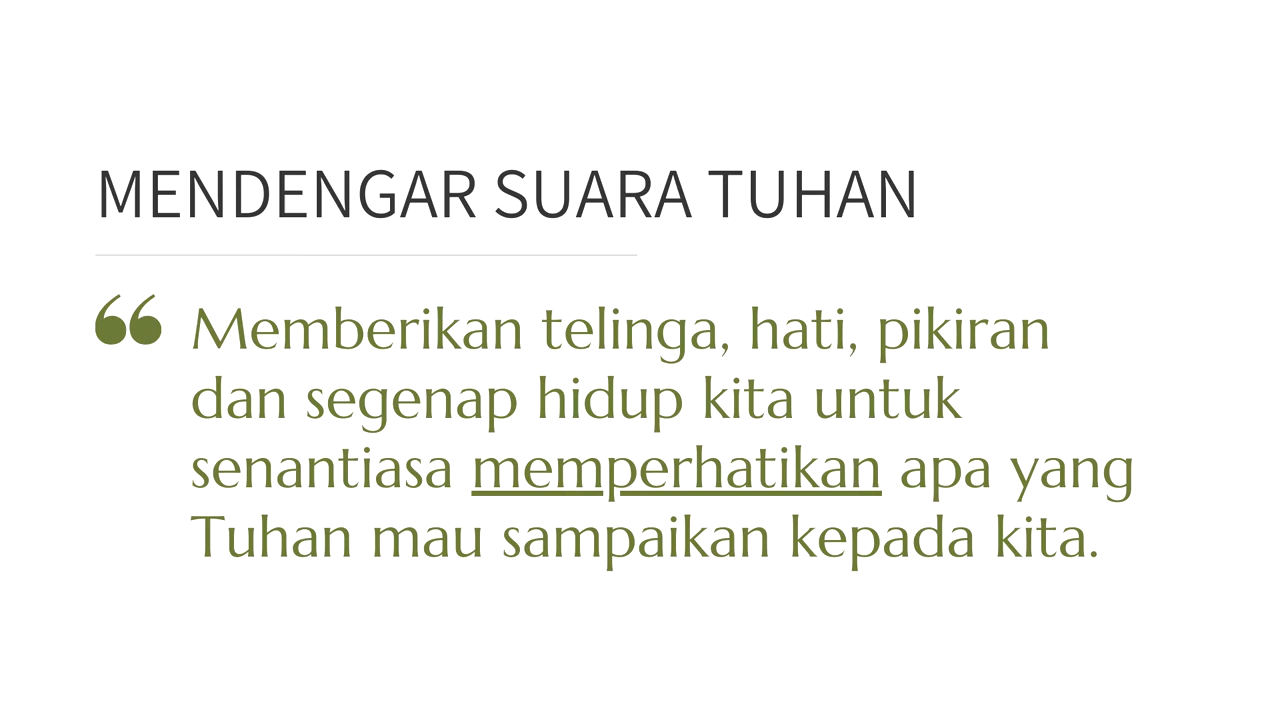 MENDENGAR SUARA TUHAN
“ Memberikan telinga, hati, pikiran
dan segenap hidup kita untuk
senantiasa memperhatikan apa yang
Tuhan mau sampaikan kepada kita.